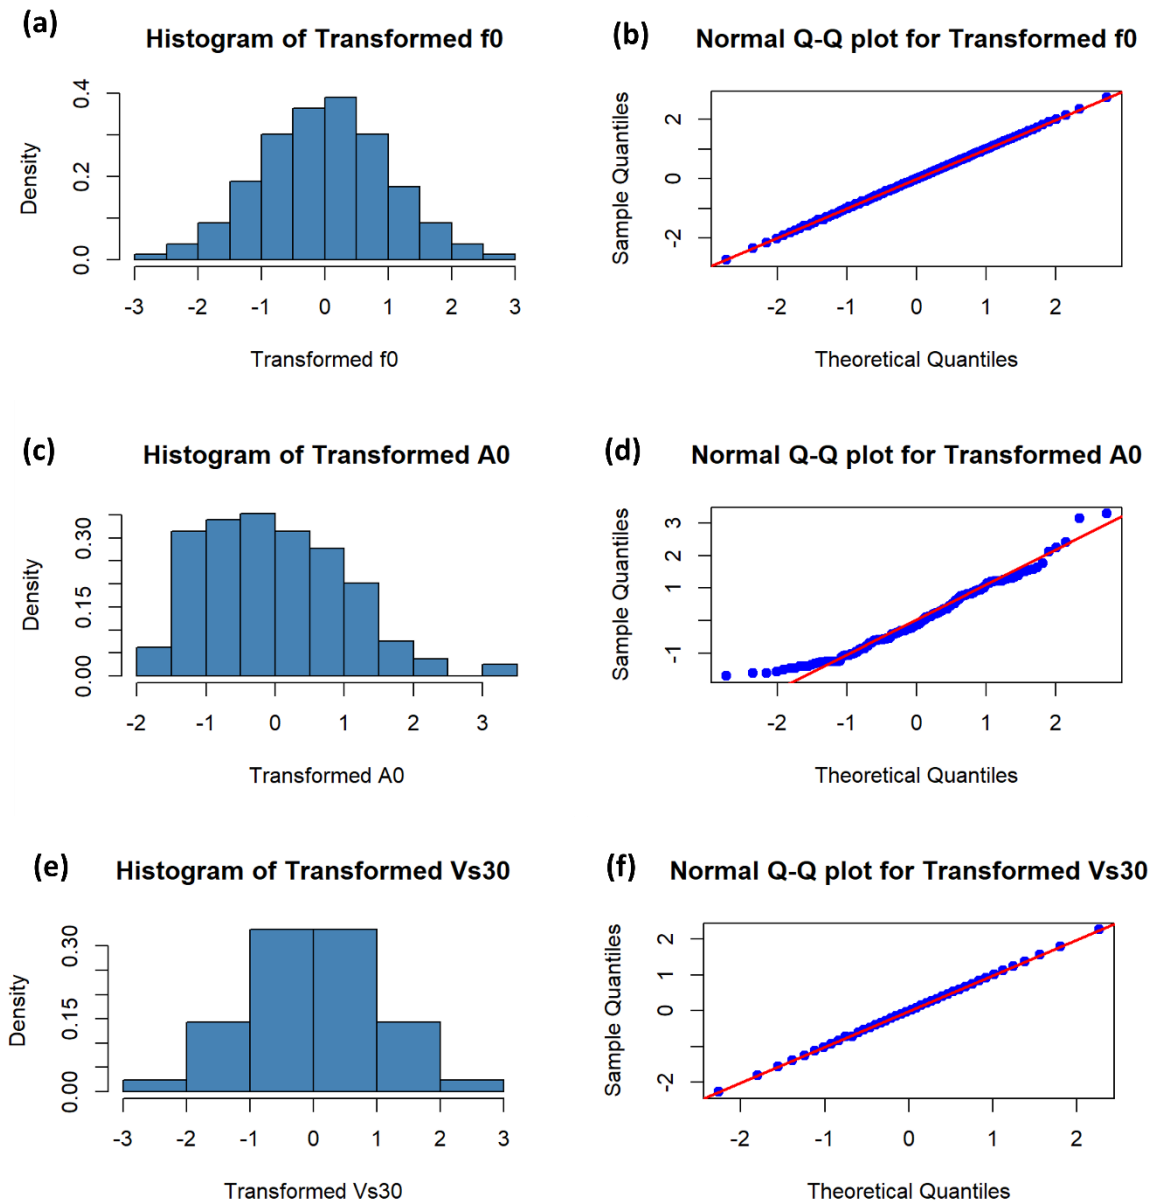 (a)
Histogram of Transformed f0
Density
0.0
0.2
0.4
-3 -2 -1 0 1 2 3
Transformed f0
(b)
Normal Q-Q plot for Transformed f0
Sample Quantiles
2
0
-2
-2 -1 0 1 2
Theoretical Quantiles
(c)
Histogram of Transformed A0
Density
0.00
0.15
0.30
-2 -1 0 1 2 3
Transformed A0
(d)
Normal Q-Q plot for Transformed A0
Sample Quantiles
3
2
1
-1
-2 -1 0 1 2
Theoretical Quantiles
(e)
Histogram of Transformed Vs30
Density
0.00
0.15
0.30
-3 -2 -1 0 1 2 3
Transformed Vs30
(f)
Normal Q-Q plot for Transformed Vs30
Sample Quantiles
2
1
0
-2
-2 -1 0 1 2
Theoretical Quantiles